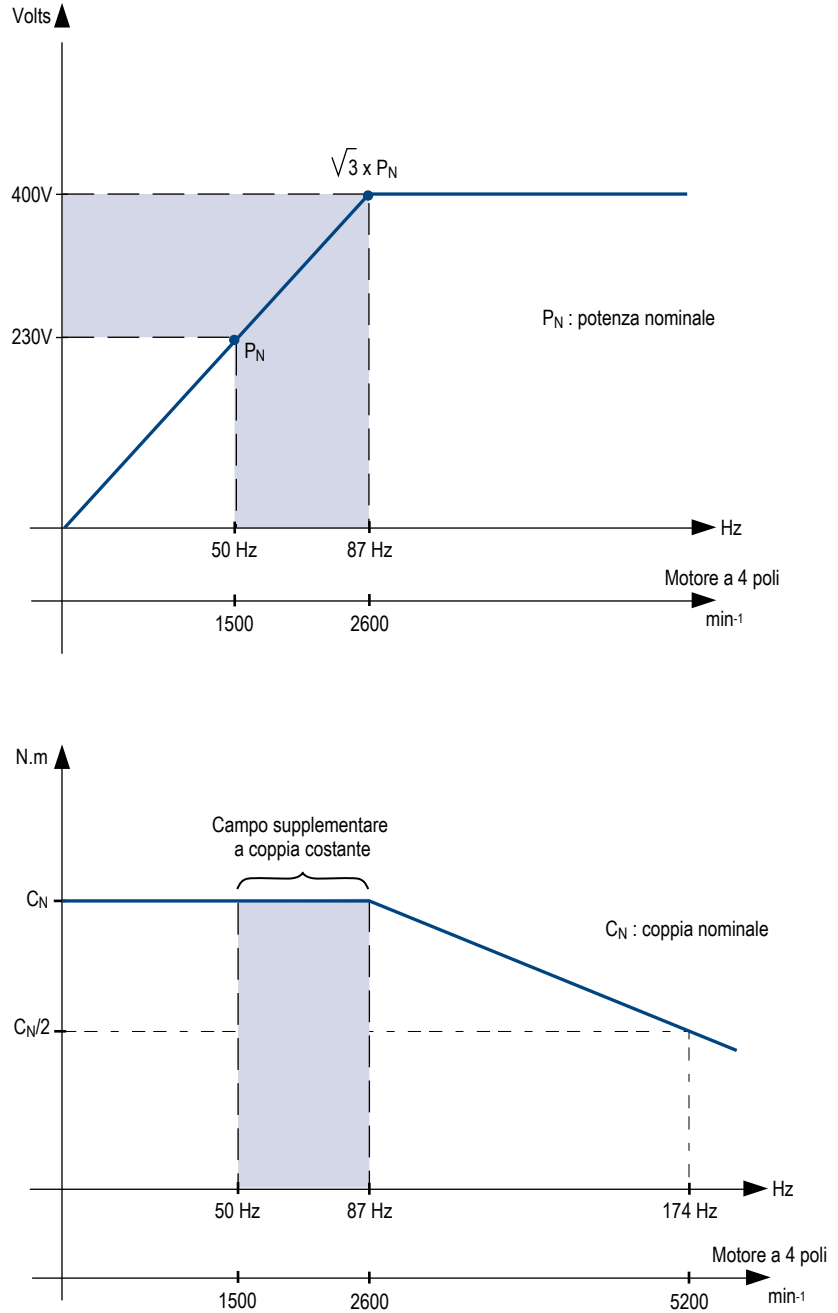 Volts
√3 x PN
400V
PN : potenza nominale
230V
PN
Hz
50 Hz
87 Hz
Motore a 4 poli
1500
2600
min-1
N.m
Campo supplementare
a coppia costante
CN
CN : coppia nominale
CN/2
Hz
50 Hz
87 Hz
174 Hz
Motore a 4 poli
1500
2600
5200
min-1